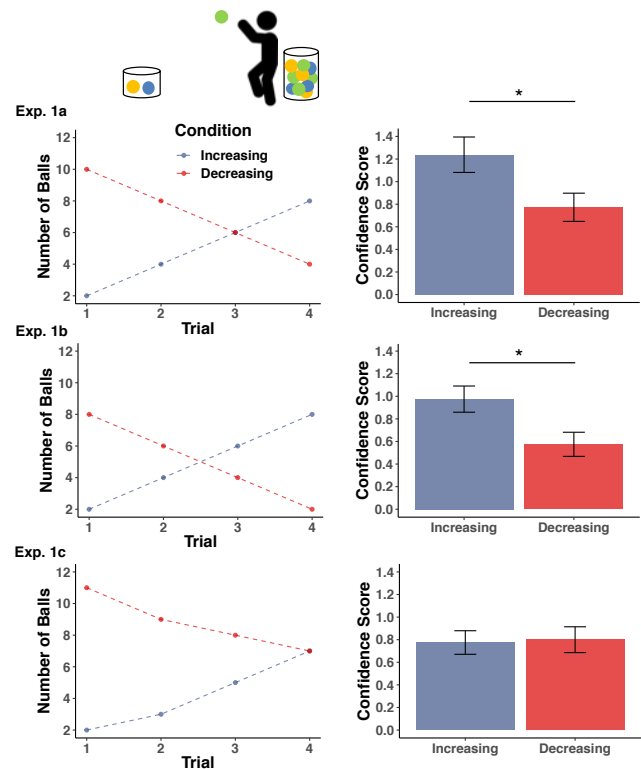 Exp. 1a
Condition
Increasing
Decreasing
Number of Balls
12
10
8
6
4
2
1 2 3 4
Trial
*
Confidence Score
1.4
1.2
1.0
0.8
0.6
0.4
0.2
0.0
Increasing Decreasing
Exp. 1b
Number of Balls
12
10
8
6
4
2
1 2 3 4
Trial
*
Confidence Score
1.4
1.2
1.0
0.8
0.6
0.4
0.2
0.0
Increasing Decreasing
Exp. 1c
Number of Balls
12
10
8
6
4
2
1 2 3 4
Trial
Confidence Score
1.4
1.2
1.0
0.8
0.6
0.4
0.2
0.0
Increasing Decreasing